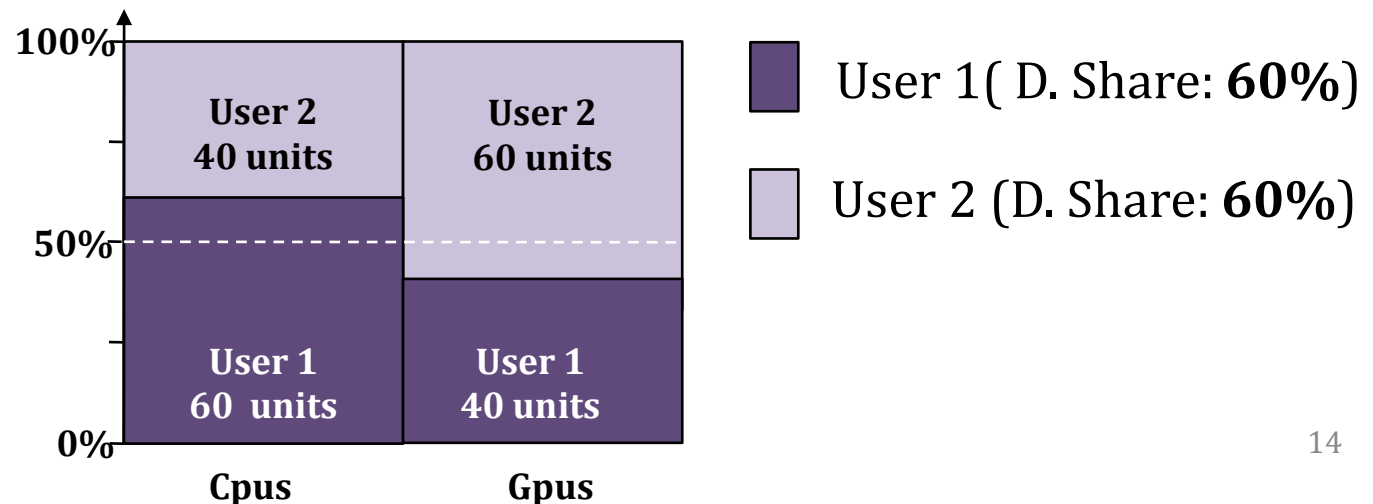 100%
User 2
40 units
User 2
60 units
50%
User 1
60 units
User 1
40 units
0%
Cpus
Gpus
User 1( D. Share: 60%)
User 2 (D. Share: 60%)
14